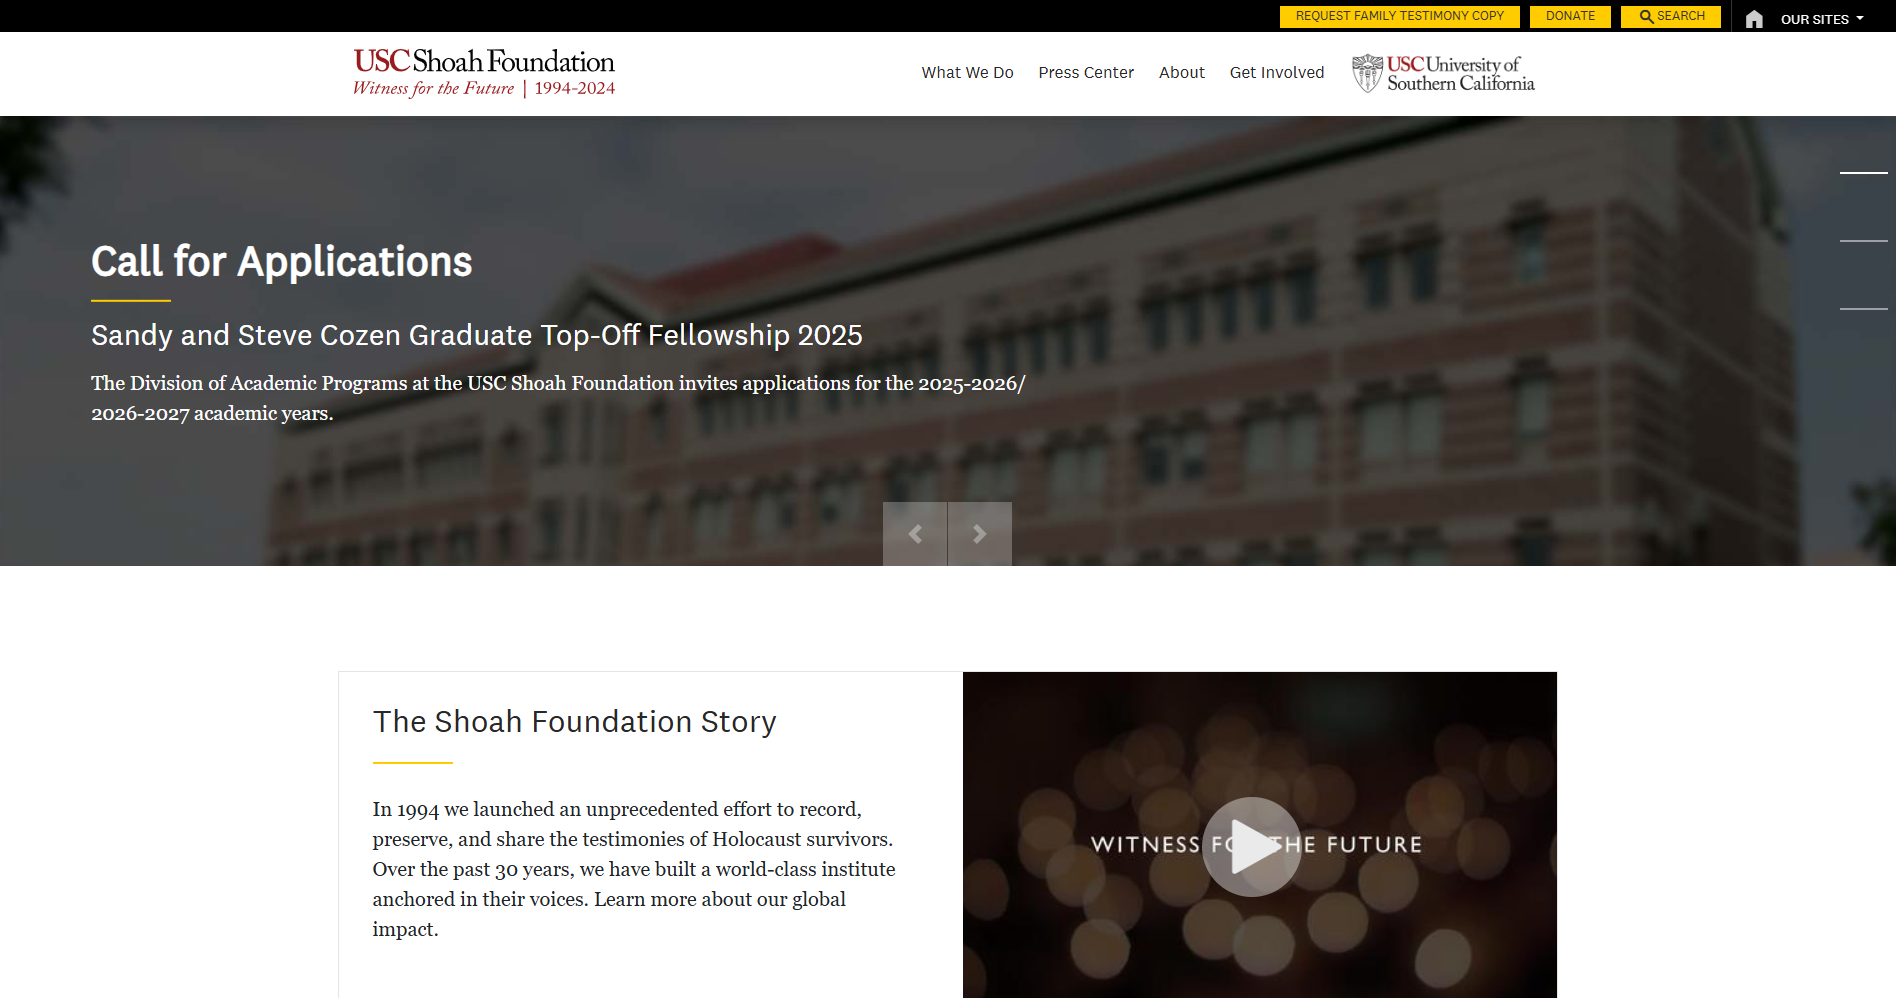 REQUEST FAMILY TESTIMONY COPY DONATE SEARCH OUR SITES
USC Shoah Foundation
Witness for the Future | 1994-2024
What We Do Press Center About Get Involved
USC University of
Southern California
Call for Applications
Sandy and Steve Cozen Graduate Top-Off Fellowship 2025
The Division of Academic Programs at the USC Shoah Foundation invites applications for the 2025-2026/
2026-2027 academic years.
The Shoah Foundation Story
In 1994 we launched an unprecedented effort to record,
preserve, and share the testimonies of Holocaust survivors.
Over the past 30 years, we have built a world-class institute
anchored in their voices. Learn more about our global
impact.
WITNESS FOR THE FUTURE